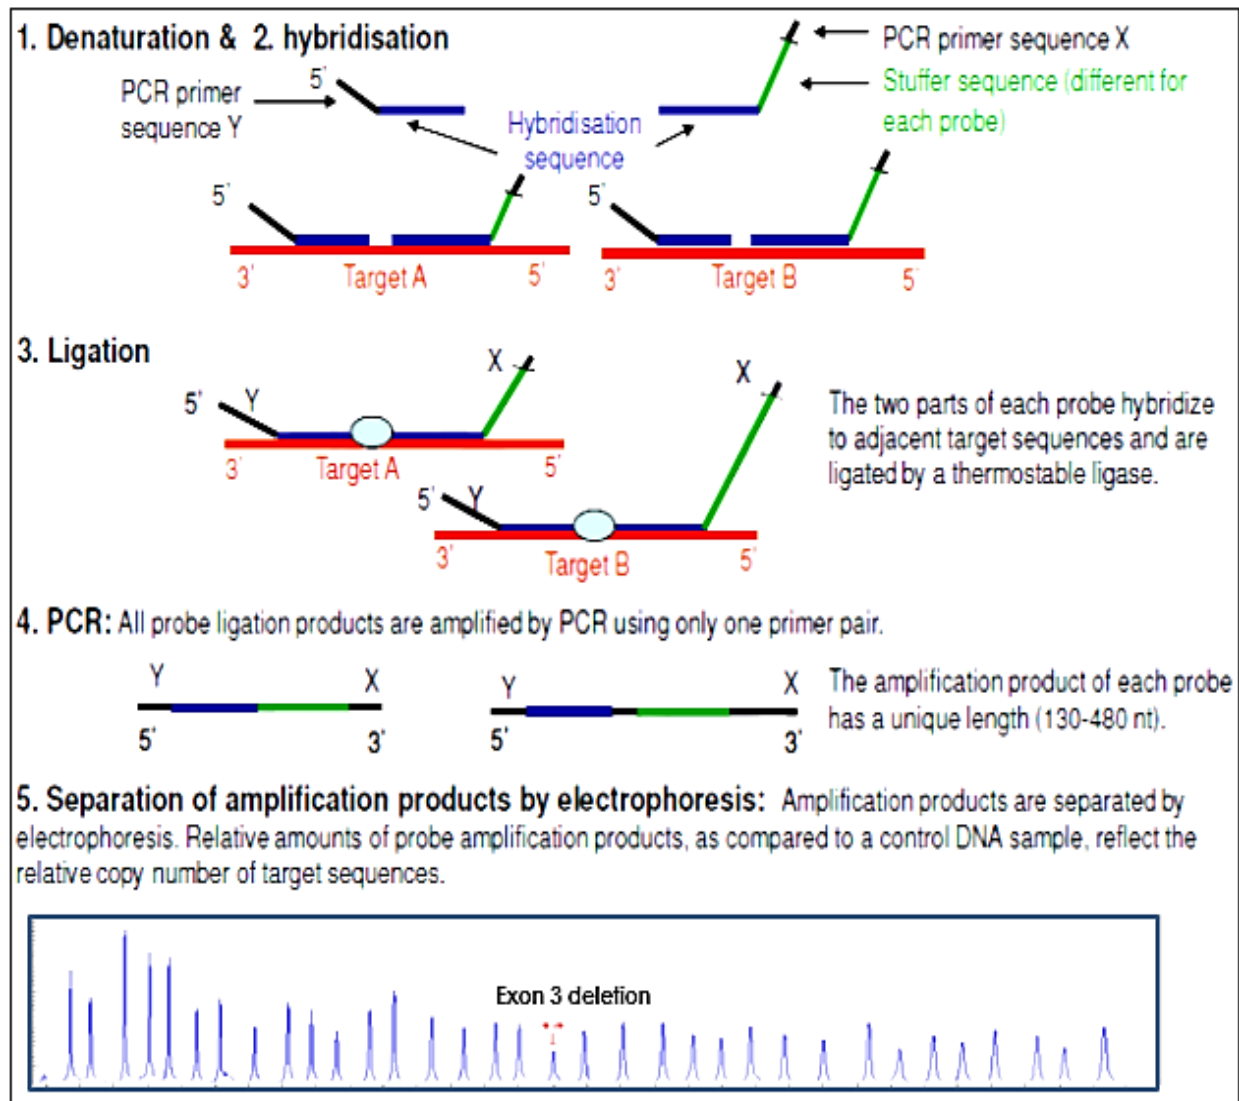 1. Denaturation & 2. hybridisation
PCR primer sequence X
5'
PCR primer
sequence Y
Stuffer sequence (different for
each probe)
Hybridisation
sequence
5'
5'
3'
Target A
5'
3'
Target B
5'
3. Ligation
X
X
5'
Y
The two parts of each probe hybridize
to adjacent target sequences and are
ligated by a thermostable ligase.
3'
Target A
5'
5'
Y
3'
Target B
5'
4. PCR: All probe ligation products are amplified by PCR using only one primer pair.
Y
X
Y
X
The amplification product of each probe
has a unique length (130-480 nt).
5'
3'
5'
3'
5. Separation of amplification products by electrophoresis: Amplification products are separated by
electrophoresis. Relative amounts of probe amplification products, as compared to a control DNA sample, reflect the
relative copy number of target sequences.
Exon 3 deletion